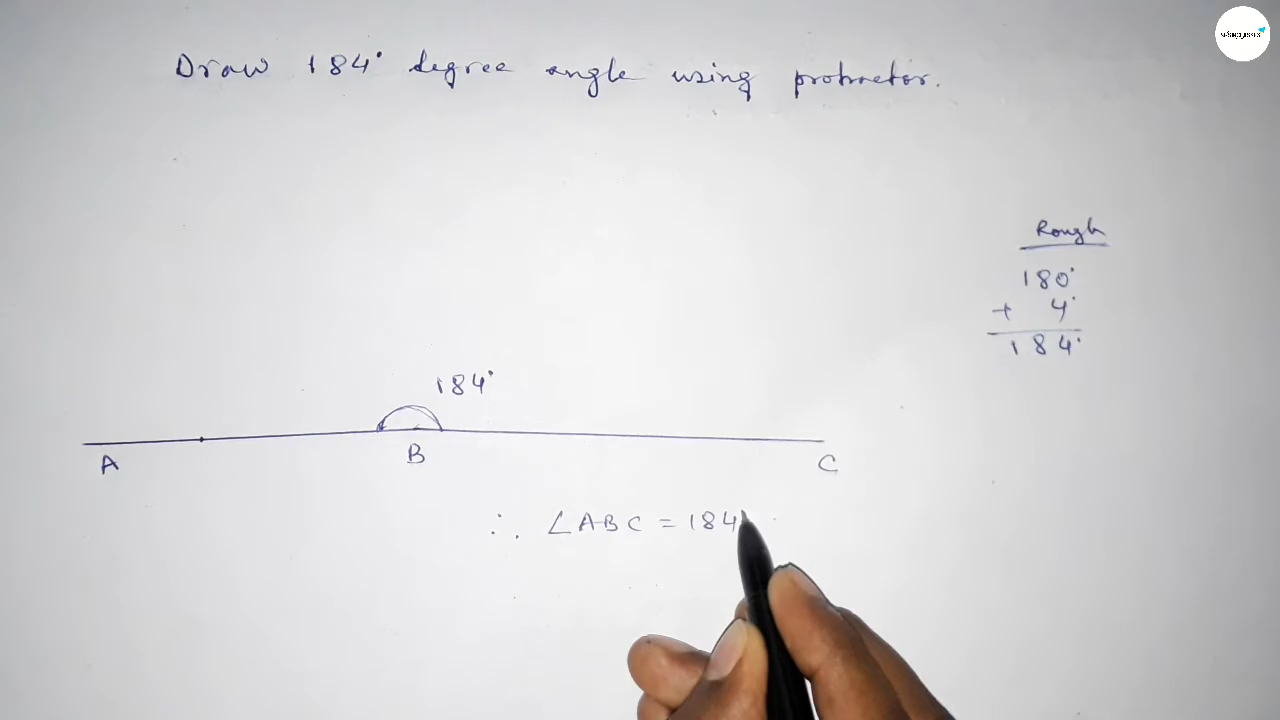 Draw 184° degree angle using protractor.
Rough
180°
+ 4°
184°
184°
A
B
C
∴ ∠ABC = 184